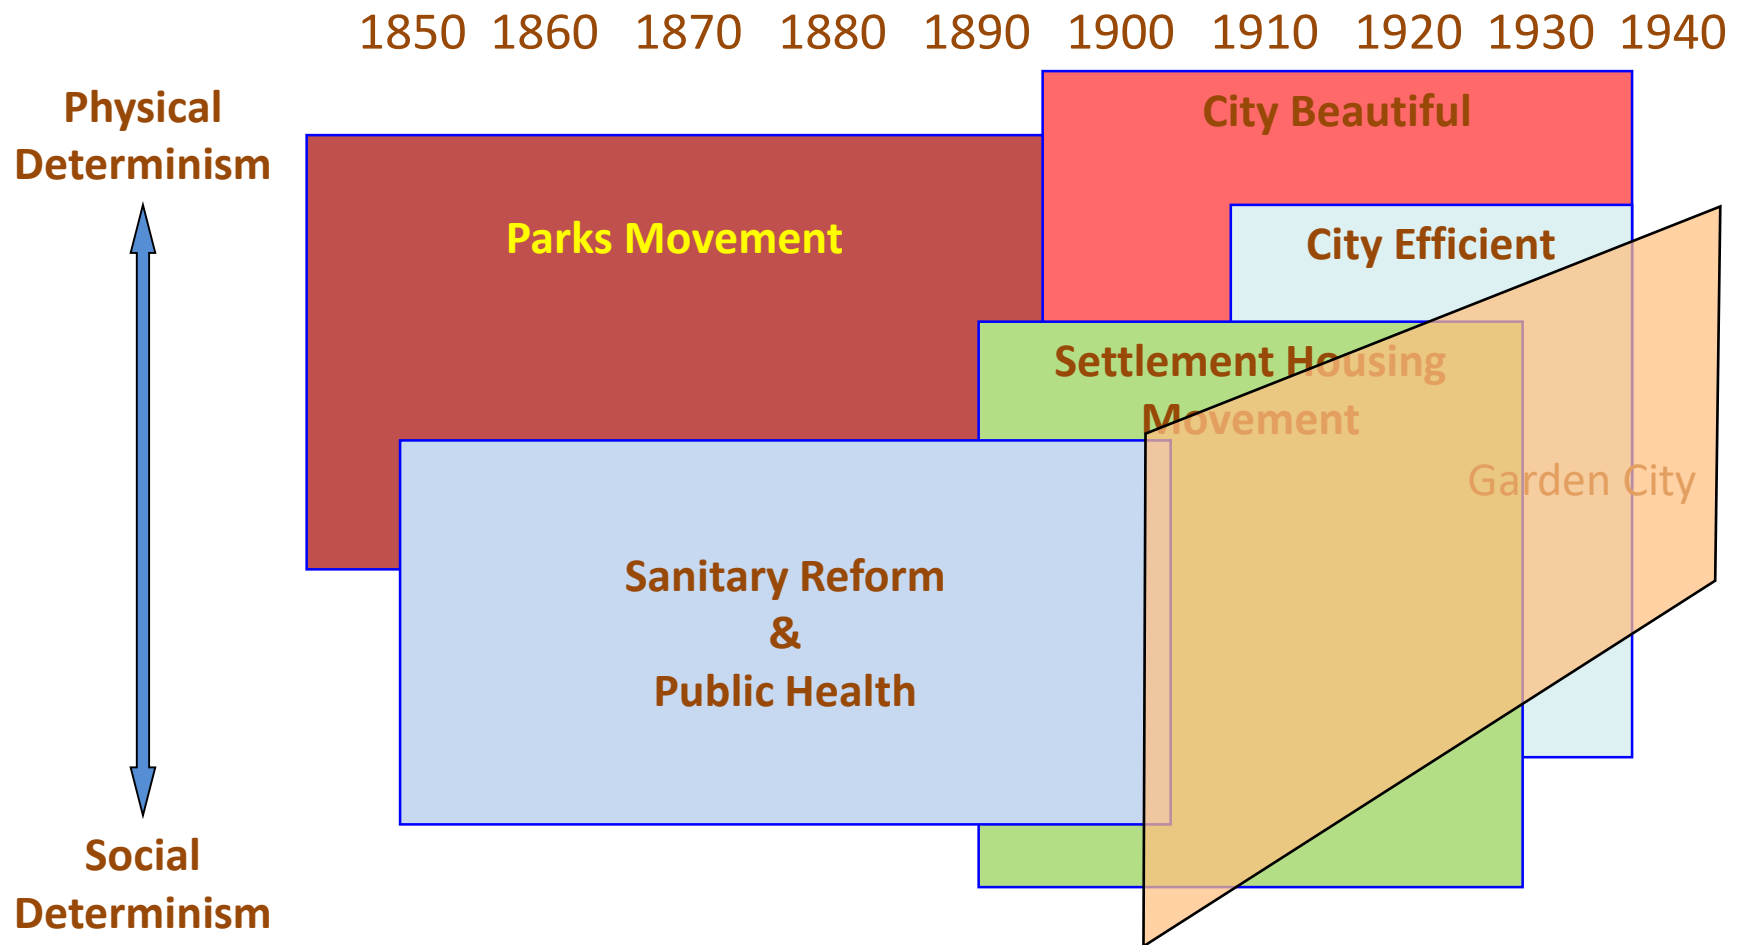 1850 1860 1870 1880 1890 1900 1910 1920 1930 1940
Physical
Determinism
City Beautiful
Parks Movement
City Efficient
Settlement Housing
Movement
Garden City
Sanitary Reform
&
Public Health
Social
Determinism